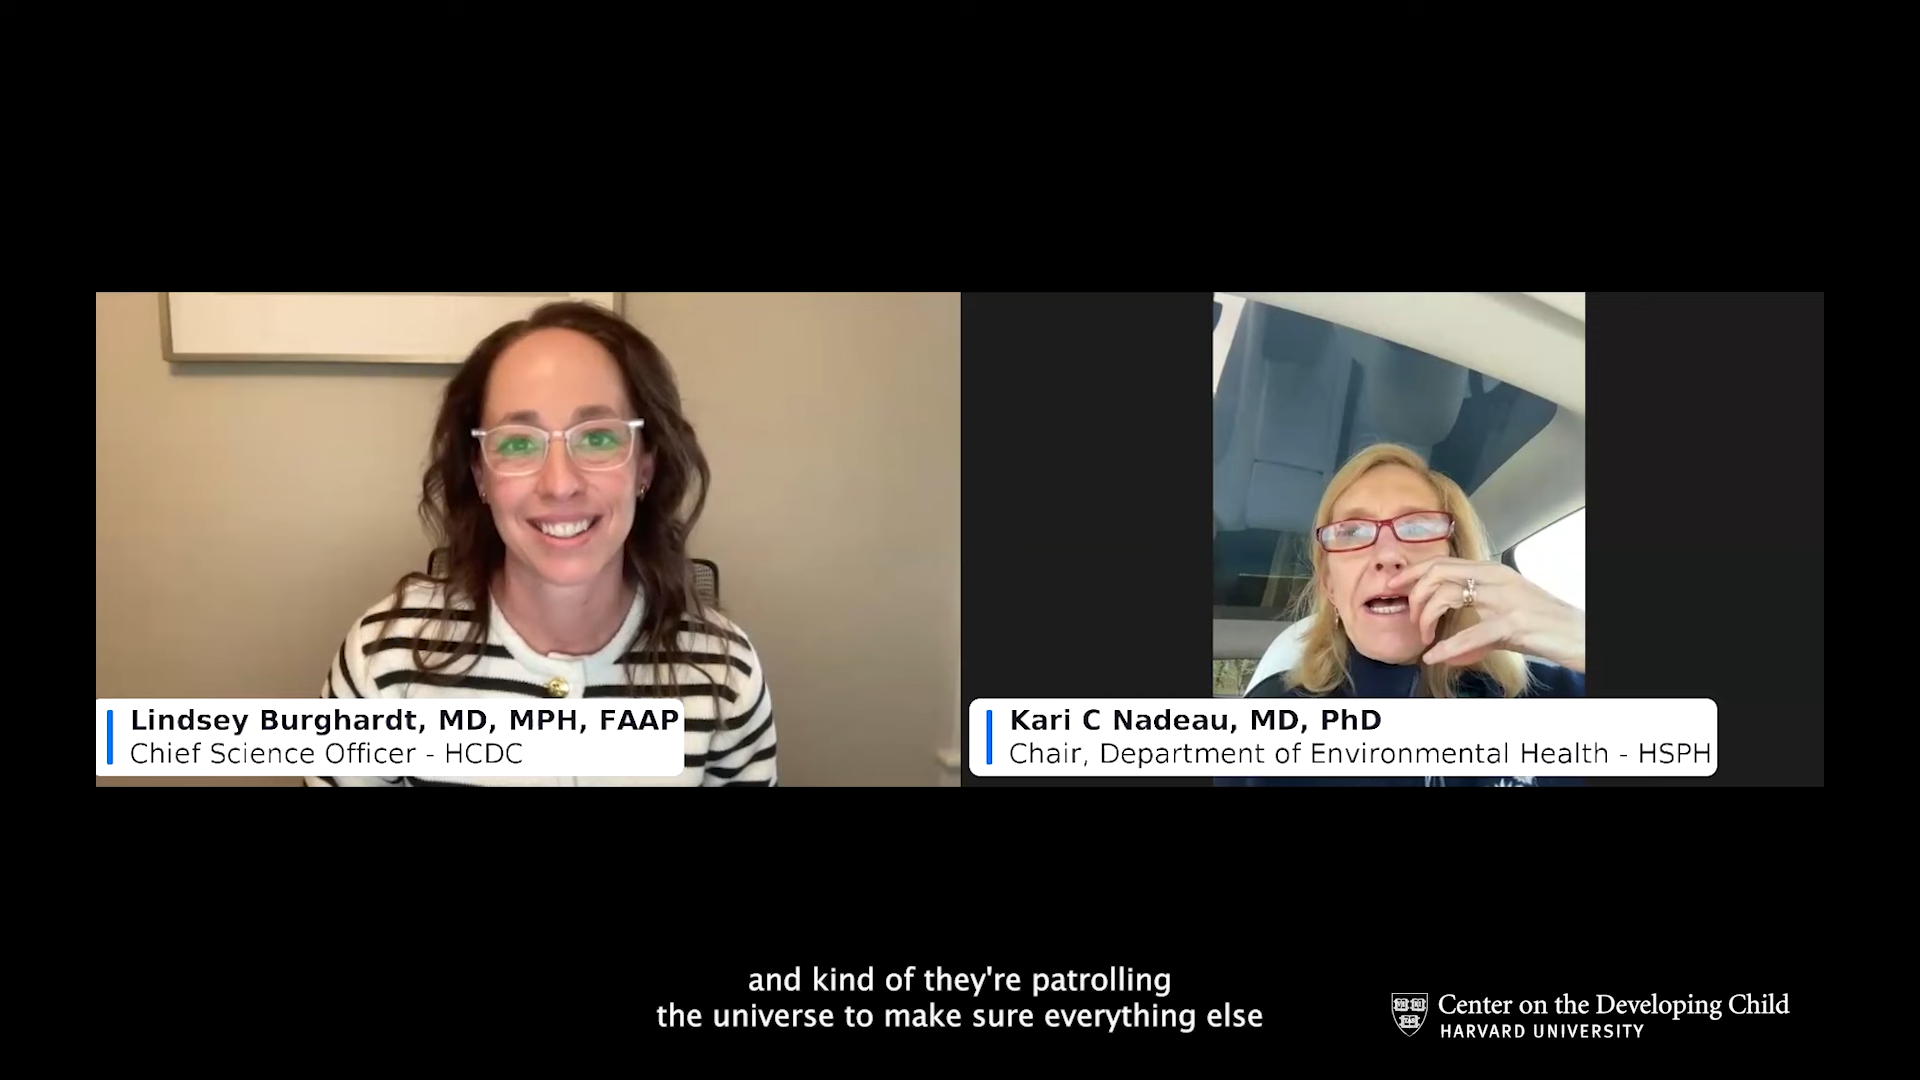 Lindsey Burghardt, MD, MPH, FAAP
Chief Science Officer - HCDC
Kari C Nadeau, MD, PhD
Chair, Department of Environmental Health - HSPH
and kind of they're patrolling
the universe to make sure everything else
Center on the Developing Child
HARVARD UNIVERSITY